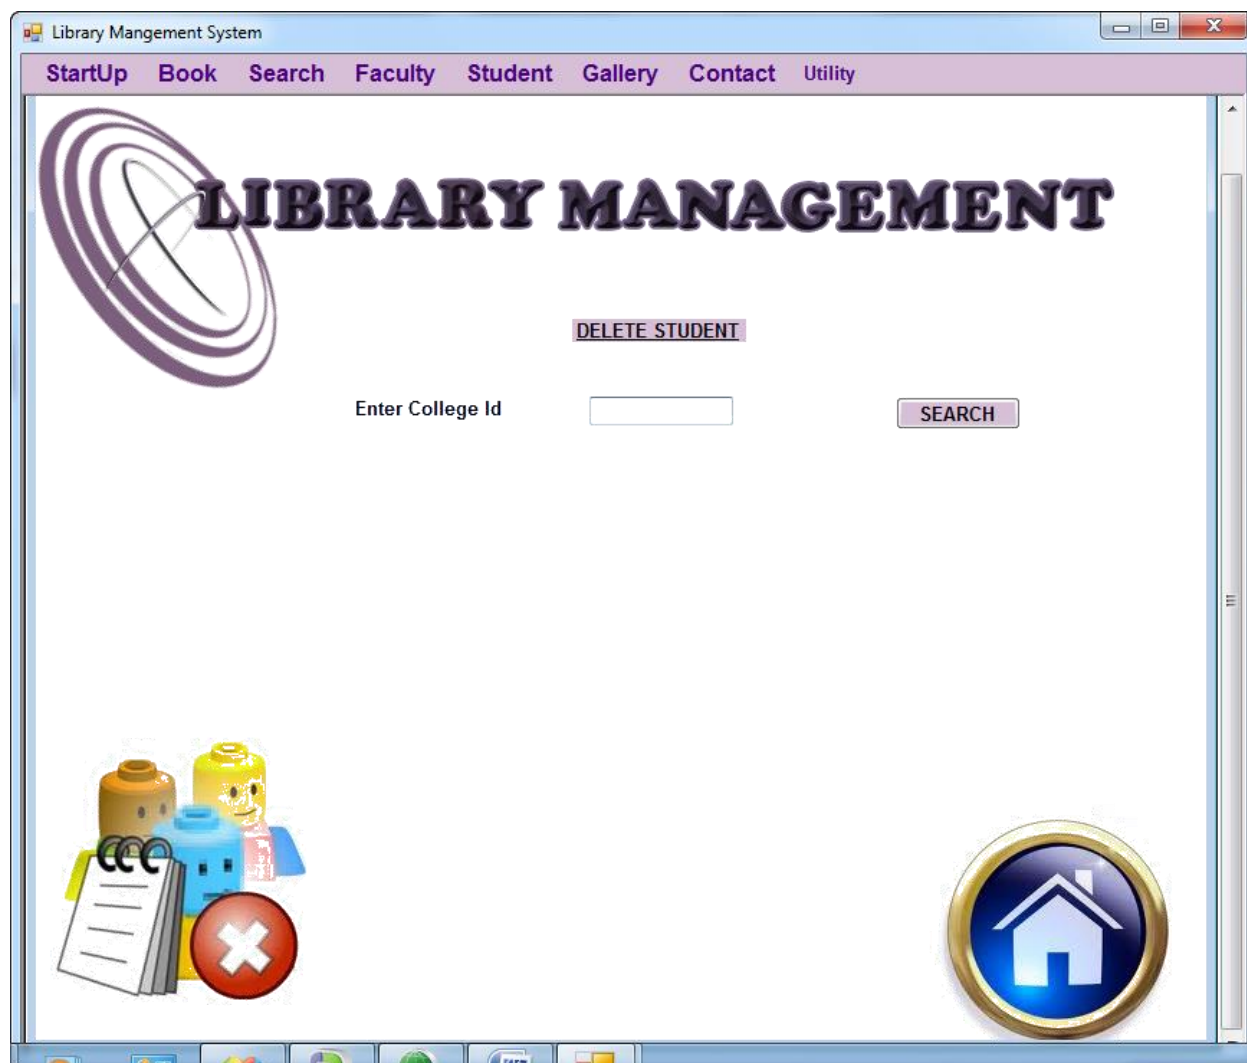 Library Mangement System
StartUp Book Search Faculty Student Gallery Contact Utility
LIBRARY MANAGEMENT
DELETE STUDENT
Enter College Id
SEARCH